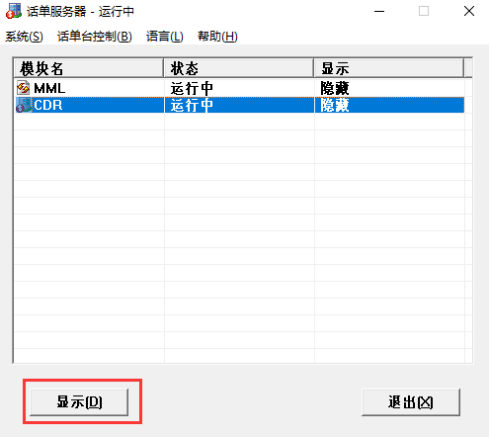 话单服务器 - 运行中
系统(S) 话单台控制(B) 语言(L) 帮助(H)
模块名 状态 显示
MML 运行中 隐藏
CDR 运行中 隐藏
显示(D) 退出(X)